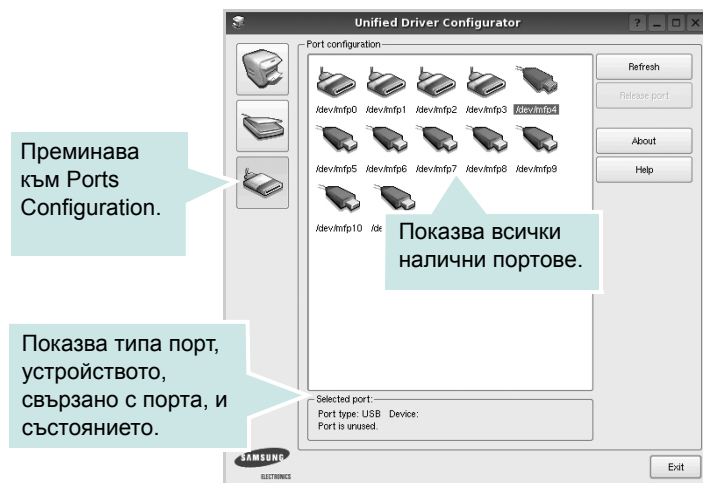 Unified Driver Configurator
Port configuration
/dev/mfp0 /dev/mfp1 /dev/mfp2 /dev/mfp3 /dev/mfp4
/dev/mfp5 /dev/mfp6 /dev/mfp7 /dev/mfp8 /dev/mfp9
/dev/mfp10 /de
Refresh
Release port
About
Help
Преминава
към Ports
Configuration.
Показва всички
налични портове.
Показва типа порт,
устройството,
свързано с порта, и
състоянието.
Selected port:
Port type: USB Device:
Port is unused.
SAMSUNG
ELECTRONICS
Exit